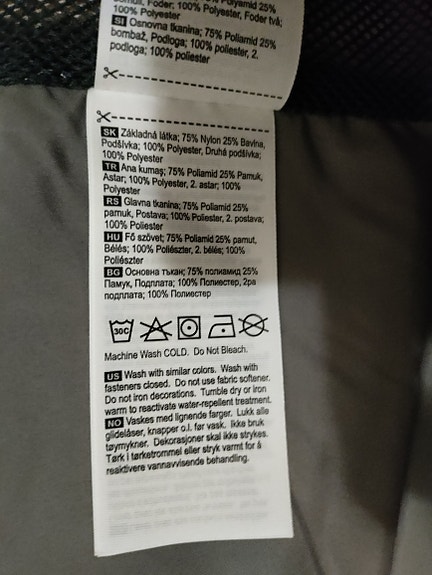 100% Polyester, Foder två;
100% Polyester
SI Osnovna tkanina; 75% Polyamid 25%
bombaž, Podloga; 100% poliester, 2.
podloga; 100% poliester
SK Základná látka; 75% Nylon 25% Bavlna,
Podšívka; 100% Polyester, Druhá podšívka;
100% Polyester
TR Ana kumaş; 75% Poliamid 25% Pamuk,
Astar; 100% Polyester, 2. astar; 100%
Polyester
RS Glavna tkanina; 75% Poliamid 25%
pamuk, Postava; 100% Poliester, 2. postava;
100% Poliester
HU Fő szövet; 75% Poliamid 25% pamut,
Bélés; 100% Poliészter, 2. bélés; 100%
Poliészter
BG Основна тъкан; 75% полиамид 25%
Памук, Подплата; 100% Полиестер, 2ра
подплата; 100% Полиестер
30C
Machine Wash COLD. Do Not Bleach.
US Wash with similar colors. Wash with
fasteners closed. Do not use fabric softener.
Do not iron decorations. Tumble dry or iron
warm to reactivate water-repellent treatment.
NO Vaskes med lignende farger. Lukk alle
glidelåser, knapper o.l. før vask. Ikke bruk
tøymykner. Dekorasjoner skal ikke strykes.
Tørk i tørketrommel eller stryk varmt for å
reaktivere vannavvisende behandling.